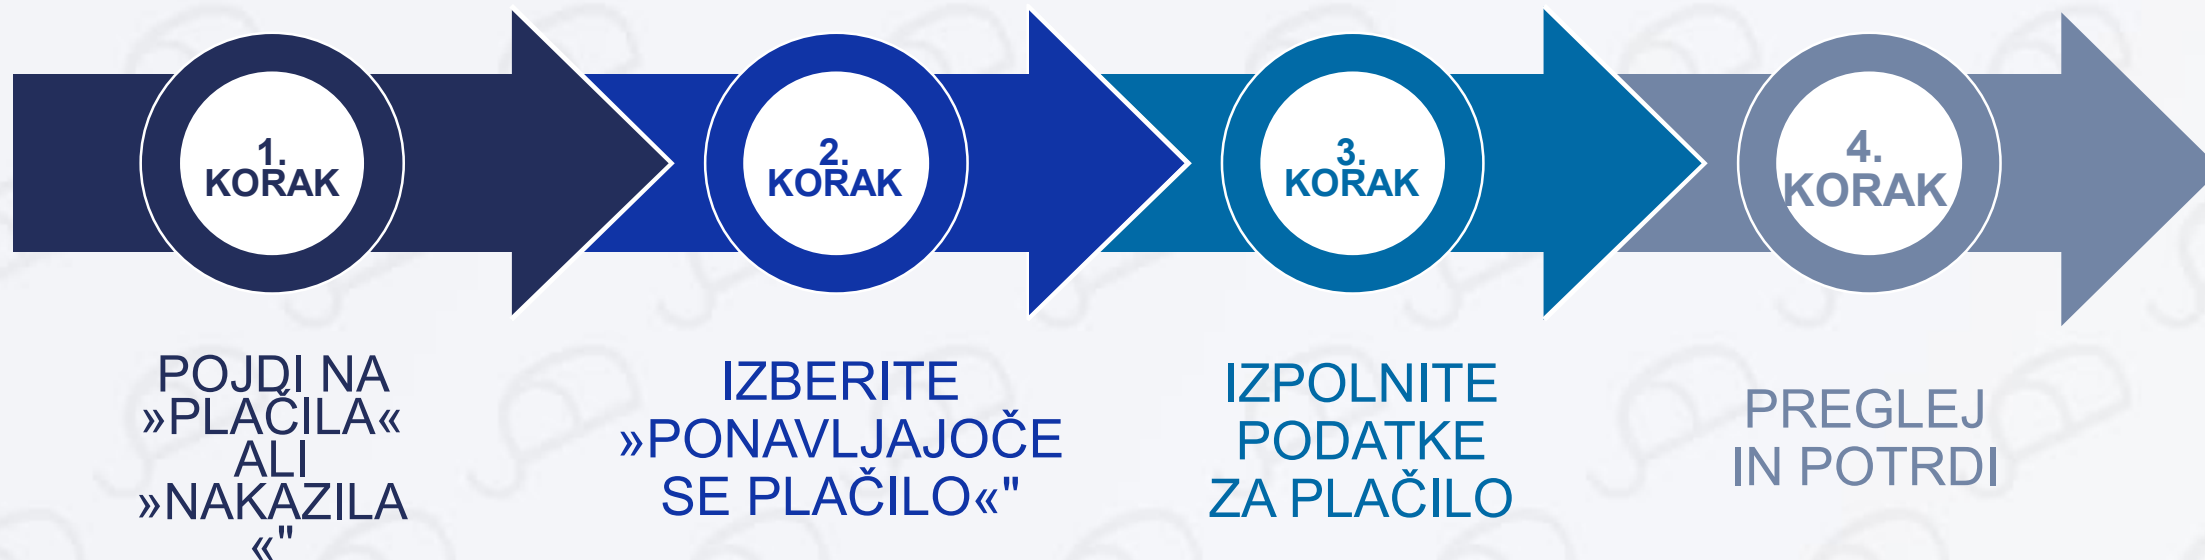 1.
KORAK
2.
KORAK
3.
KORAK
4.
KORAK
POJDI NA
»PLAČILA«
ALI
»NAKAZILA
«"
IZBERITE
»PONAVLJAJOČE
SE PLAČILO«"
IZPOLNITE
PODATKE
ZA PLAČILO
PREGLEJ
IN POTRDI